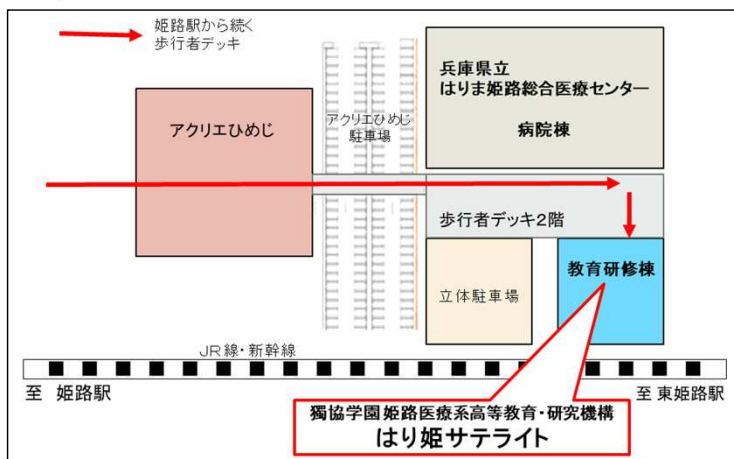 姫路駅から続く
歩行者デッキ
アクリエひめじ
アクリエひめじ
駐車場
兵庫県立
はりま姫路総合医療センター
病院棟
歩行者デッキ2階
立体駐車場
教育研修棟
JR線・新幹線
至 姫路駅
至 東姫路駅
獨協学園姫路医療系高等教育・研究機構
はり姫サテライト